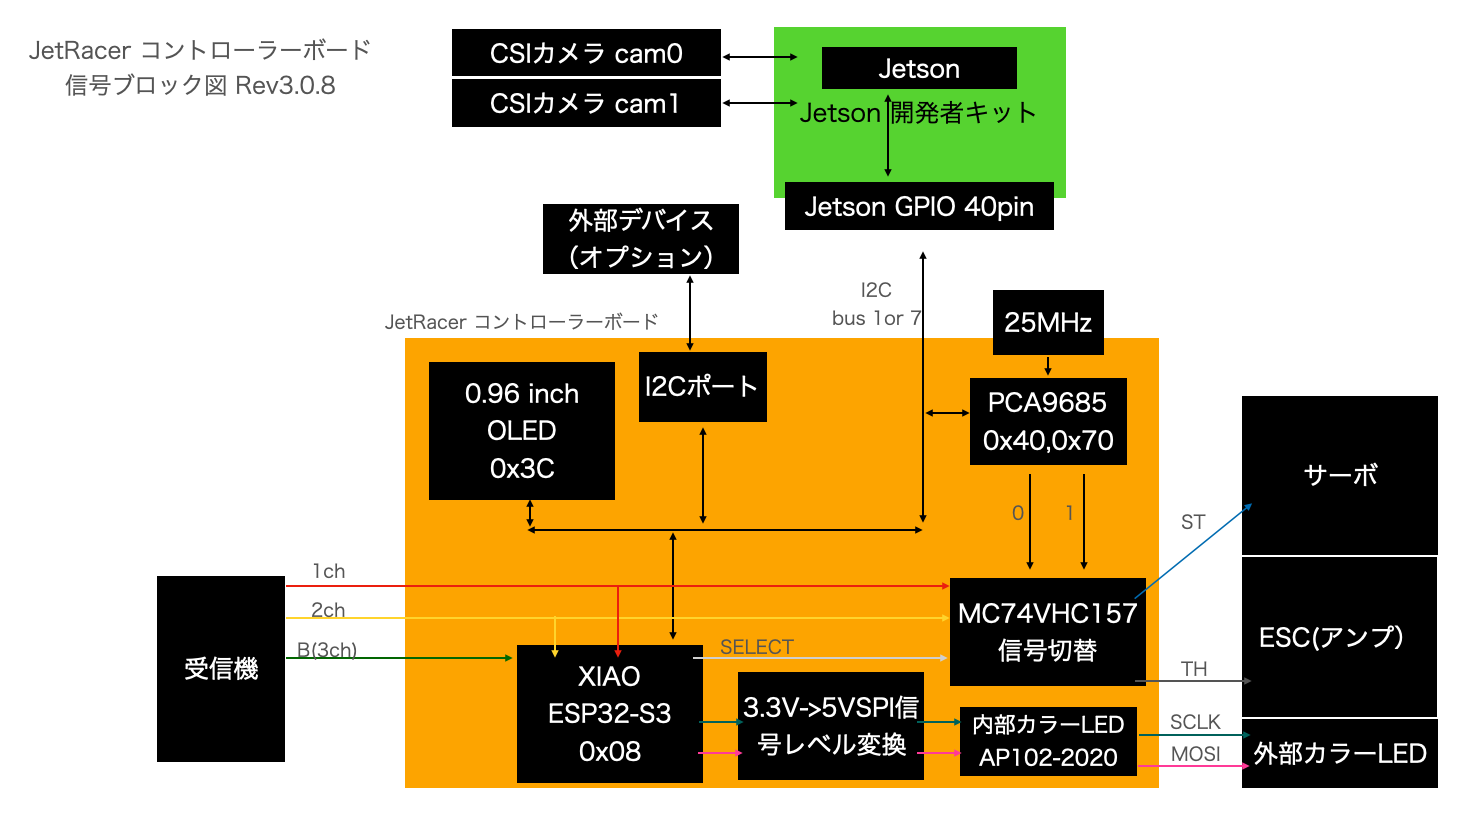 JetRacer コントローラーボード
信号ブロック図 Rev3.0.8
CSIカメラ cam0
CSIカメラ cam1
Jetson
Jetson 開発者キット
Jetson GPIO 40pin
外部デバイス
（オプション）
I2C
bus 1or 7
JetRacer コントローラーボード
25MHz
0.96 inch
OLED
0x3C
I2Cポート
PCA9685
0x40,0x70
0
1
サーボ
ST
1ch
2ch
B(3ch)
受信機
SELECT
MC74VHC157
信号切替
ESC(アンプ）
TH
XIAO
ESP32-S3
0x08
3.3V->5VSPI信
号レベル変換
内部カラーLED
AP102-2020
SCLK
MOSI
外部カラーLED